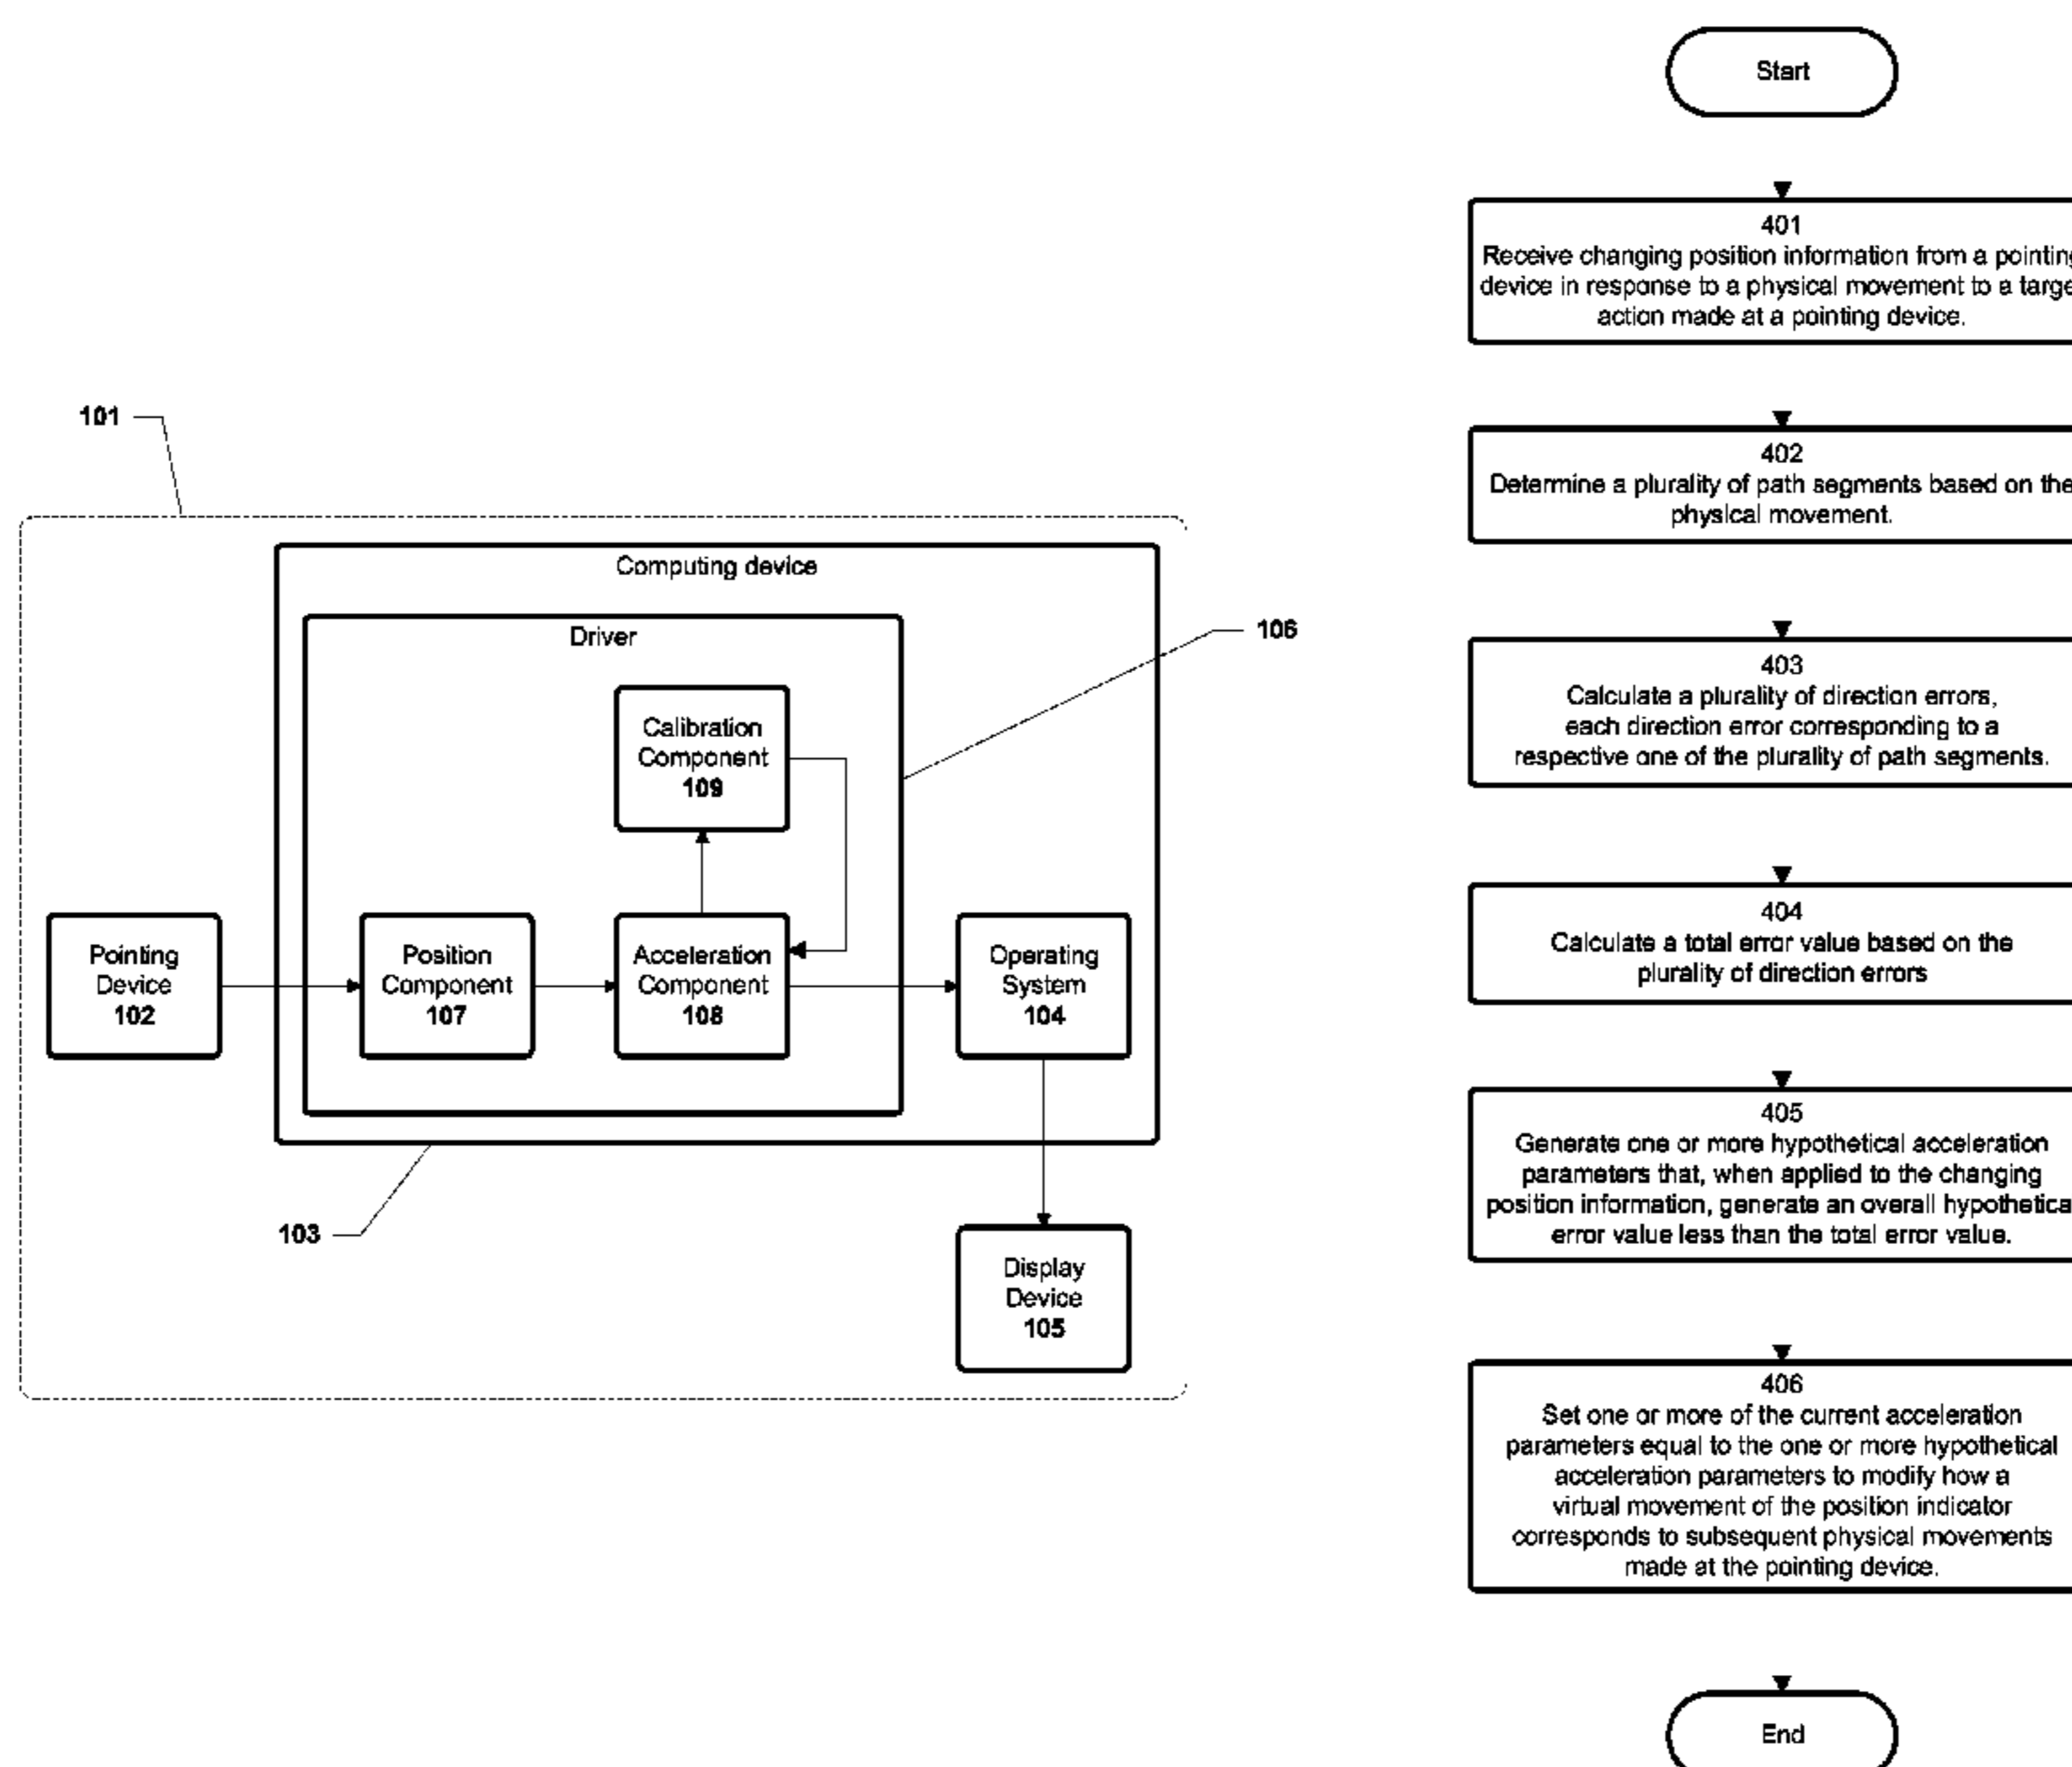 101
Computing device
Driver
106
Calibration
Component
109
Pointing
Device
102
Position
Component
107
Acceleration
Component
108
Operating
System
104
103
Display
Device
105
Start
401
Receive changing position information from a pointing
device in response to a physical movement to a targe
action made at a pointing device.
402
Determine a plurality of path segments based on the
physical movement.
403
Calculate a plurality of direction errors,
each direction error corresponding to a
respective one of the plurality of path segments.
404
Calculate a total error value based on the
plurality of direction errors
405
Generate one or more hypothetical acceleration
parameters that, when applied to the changing
position information, generate an overall hypothetica
error value less than the total error value.
406
Set one or more of the current acceleration
parameters equal to the one or more hypothetical
acceleration parameters to modify how a
virtual movement of the position indicator
corresponds to subsequent physical movements
made at the pointing device.
End